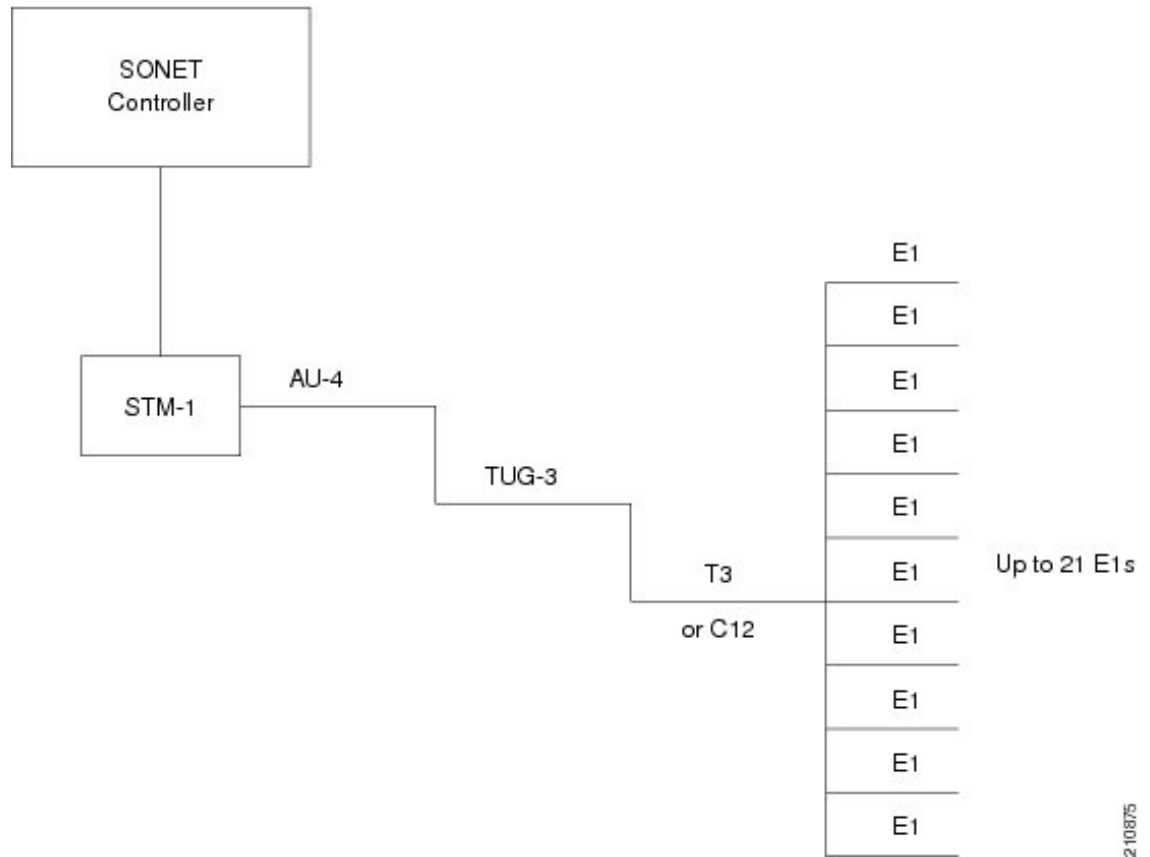 SONET
Controller
STM-1
AU-4
TUG-3
T3
or C12
E1
E1
E1
E1
E1
E1
E1
E1
E1
E1
Up to 21 E1s
210875